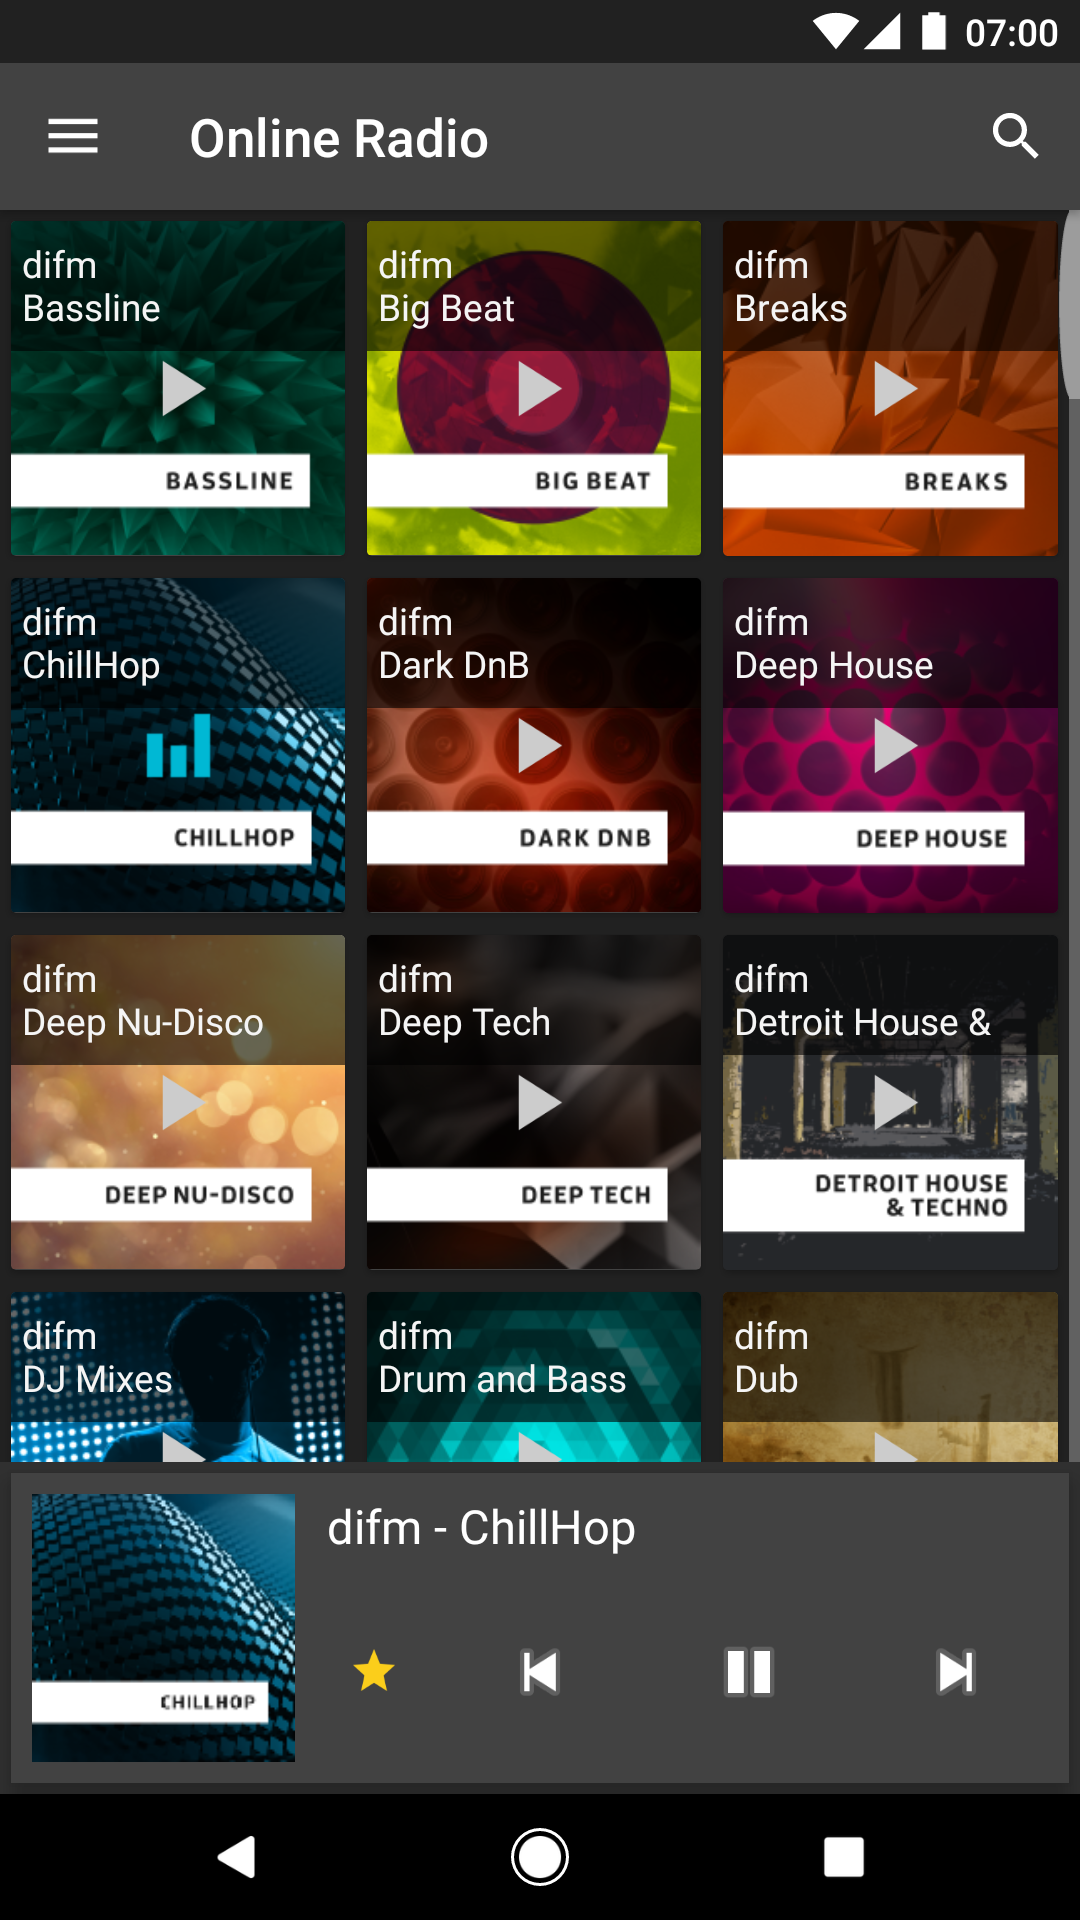 07:00
Online Radio
difm
Bassline
BASSLINE
difm
Big Beat
BIG BEAT
difm
Breaks
BREAKS
difm
ChillHop
CHILLHOP
difm
Dark DnB
DARK DNB
difm
Deep House
DEEP HOUSE
difm
Deep Nu-Disco
DEEP NU-DISCO
difm
Deep Tech
DEEP TECH
difm
Detroit House &
DETROIT HOUSE
& TECHNO
difm
DJ Mixes
difm
Drum and Bass
difm
Dub
difm - ChillHop
CHILLHOP